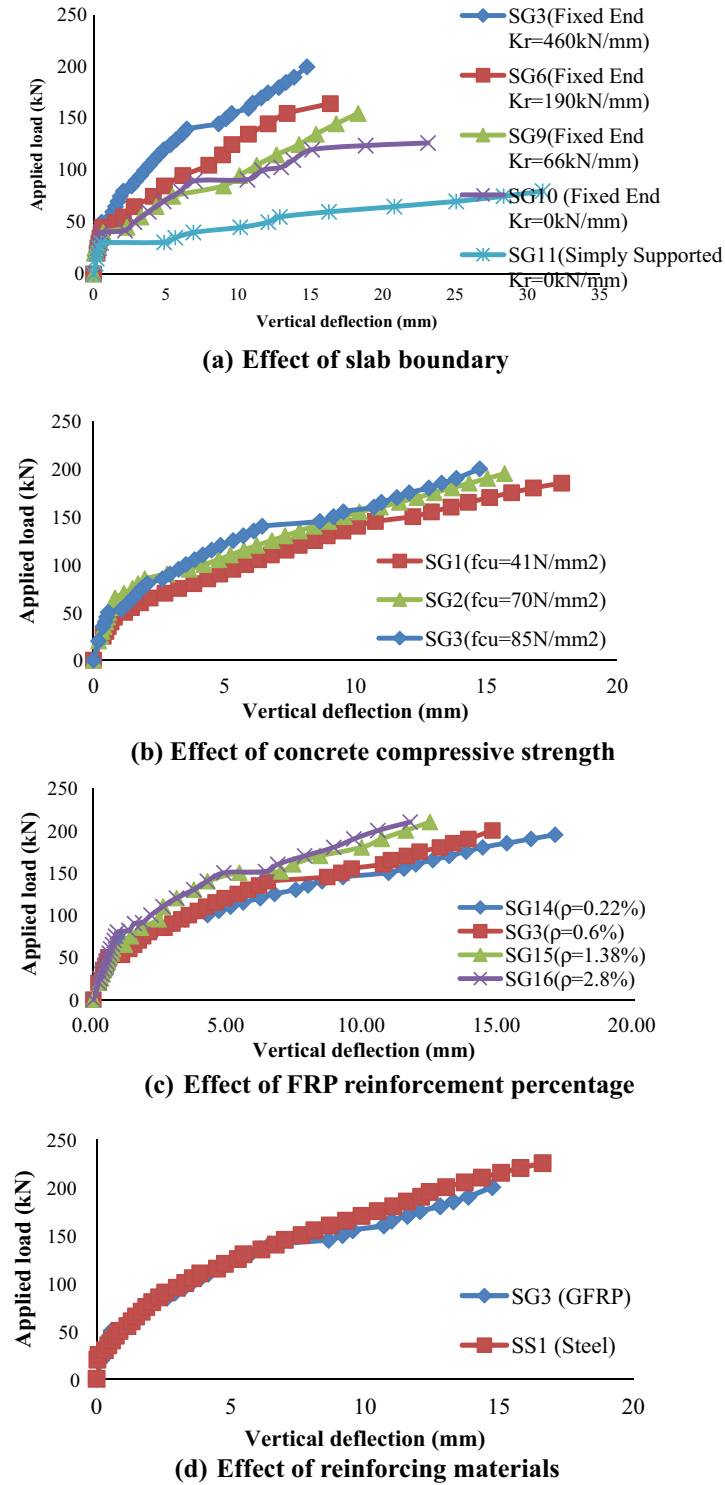 Applied load (kN)
250
200
150
100
50
0
0 5 10 15 20 25 30 35
Vertical deflection (mm)
SG3(Fixed End
Kr=460kN/mm)
SG6(Fixed End
Kr=190kN/mm)
SG9(Fixed End
Kr=66kN/mm)
SG10 (Fixed End
Kr=0kN/mm)
SG11(Simply Supported
Kr=0kN/mm)
(a) Effect of slab boundary
Applied load (kN)
250
200
150
100
50
0
0 5 10 15 20
Vertical deflection (mm)
SG1(fcu=41N/mm2)
SG2(fcu=70N/mm2)
SG3(fcu=85N/mm2)
(b) Effect of concrete compressive strength
Applied load (kN)
250
200
150
100
50
0
0.00 5.00 10.00 15.00 20.00
Vertical deflection (mm)
SG14(ρ=0.22%)
SG3(ρ=0.6%)
SG15(ρ=1.38%)
SG16(ρ=2.8%)
(c) Effect of FRP reinforcement percentage
Applied load (kN)
250
200
150
100
50
0
0 5 10 15 20
Vertical deflection (mm)
SG3 (GFRP)
SS1 (Steel)
(d) Effect of reinforcing materials